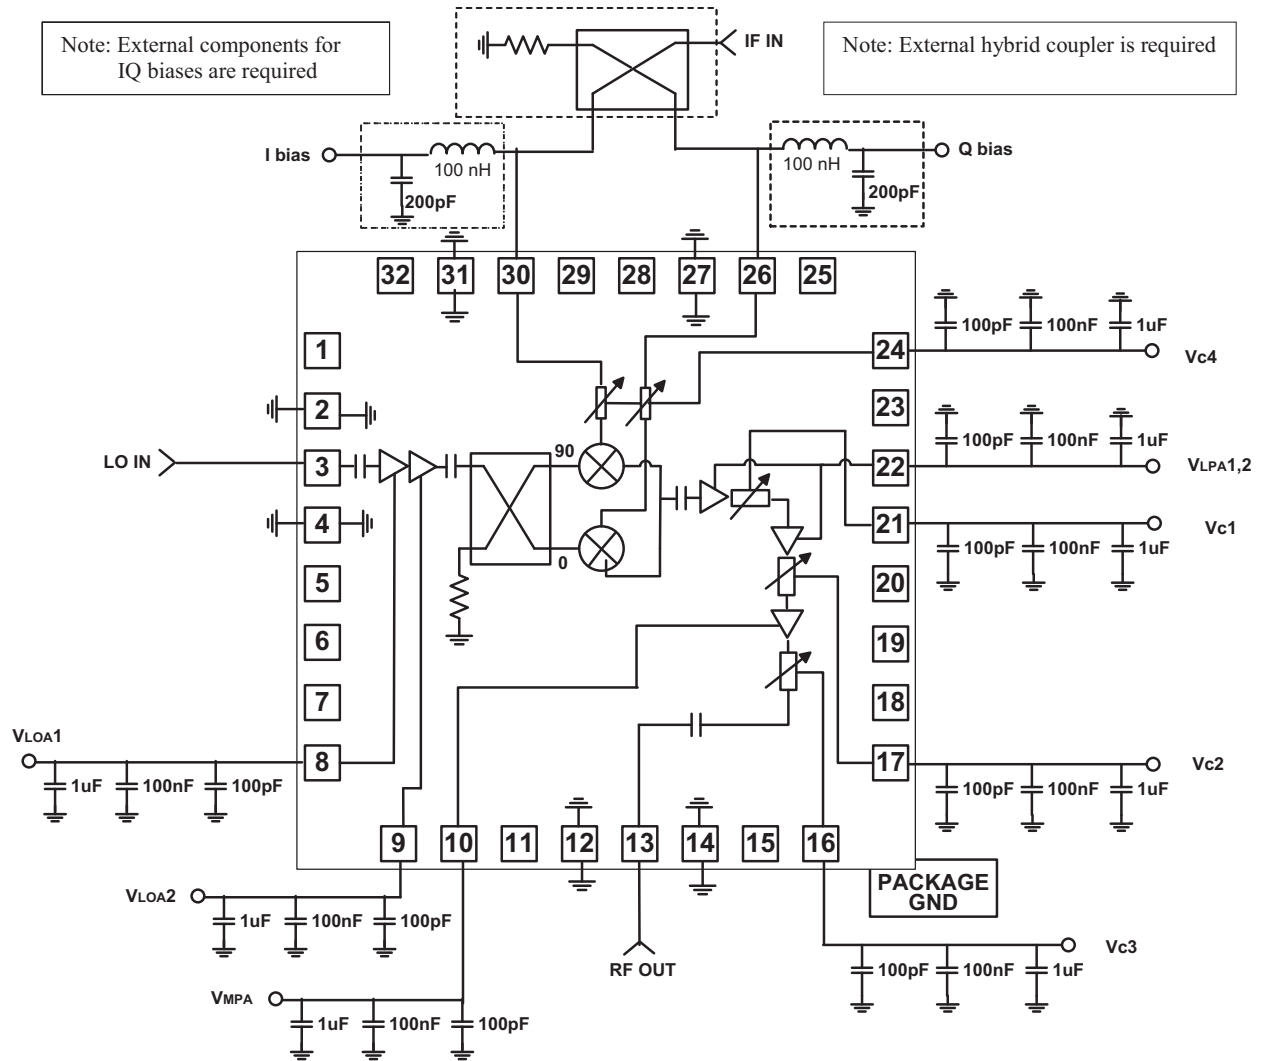 Note: External components for
IQ biases are required
IF IN
Note: External hybrid coupler is required
I bias
100 nH
200pF
100 nH
Q bias
200pF
32
31
30
29
28
27
26
25
1
24
100pF
100nF
1uF
Vc4
2
23
LO IN
3
90
22
100pF
100nF
1uF
VLPA1,2
4
0
21
100pF
100nF
1uF
Vc1
5
20
6
19
7
18
VLOA1
8
1uF
100nF
100pF
17
100pF
100nF
1uF
Vc2
9
10
11
12
13
14
15
16
PACKAGE
GND
VLOA2
1uF
100nF
100pF
RF OUT
100pF
100nF
1uF
Vc3
VMPA
1uF
100nF
100pF